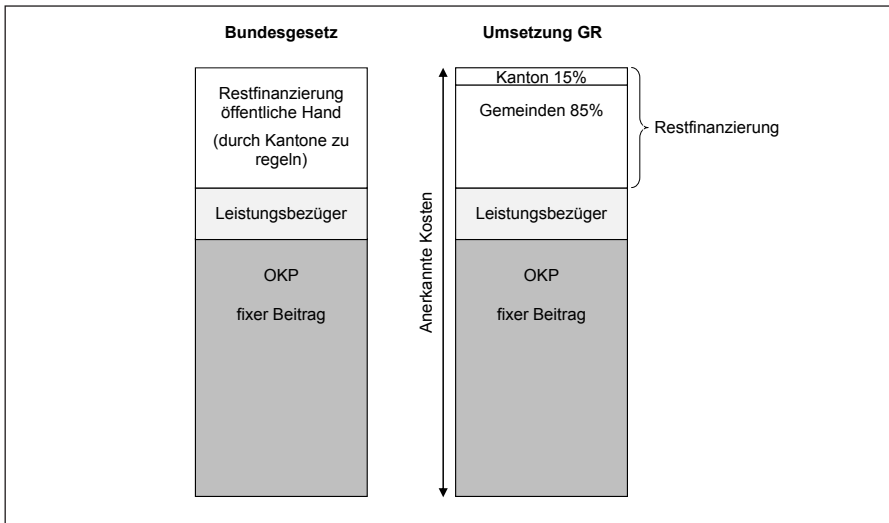 Bundesgesetz
Umsetzung GR
Restfinanzierung
öffentliche Hand
(durch Kantone zu
regeln)
Leistungsbezüger
OKP
fixer Beitrag
Anerkannte Kosten
Kanton 15%
Gemeinden 85%
Restfinanzierung
Leistungsbezüger
OKP
fixer Beitrag